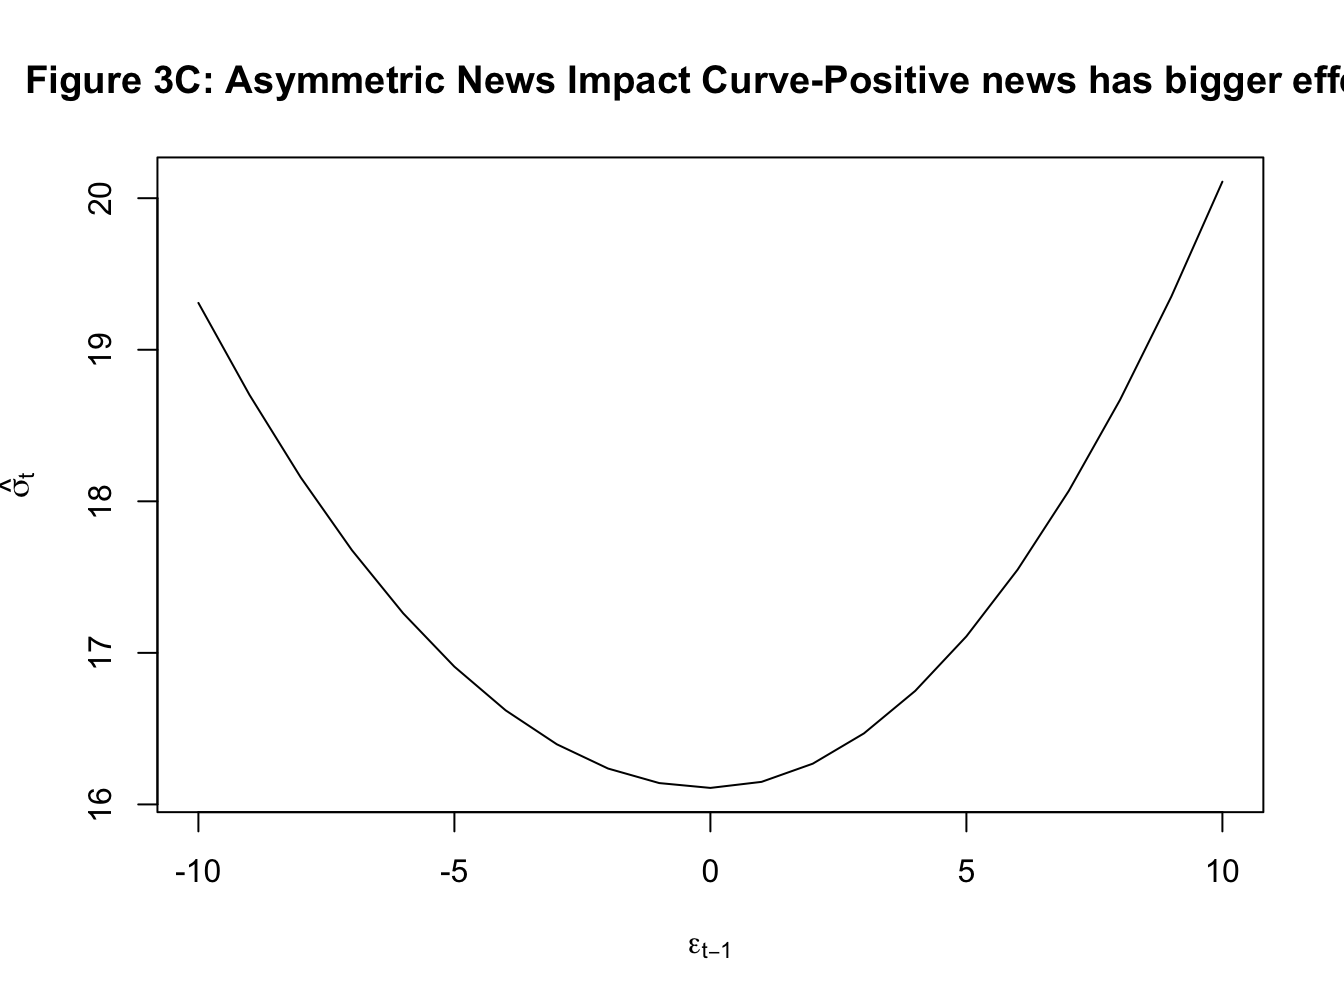 Figure 3C: Asymmetric News Impact Curve-Positive news has bigger
20
19
18
17
16
σ̂t
-10 -5 0 5 10
εt−1